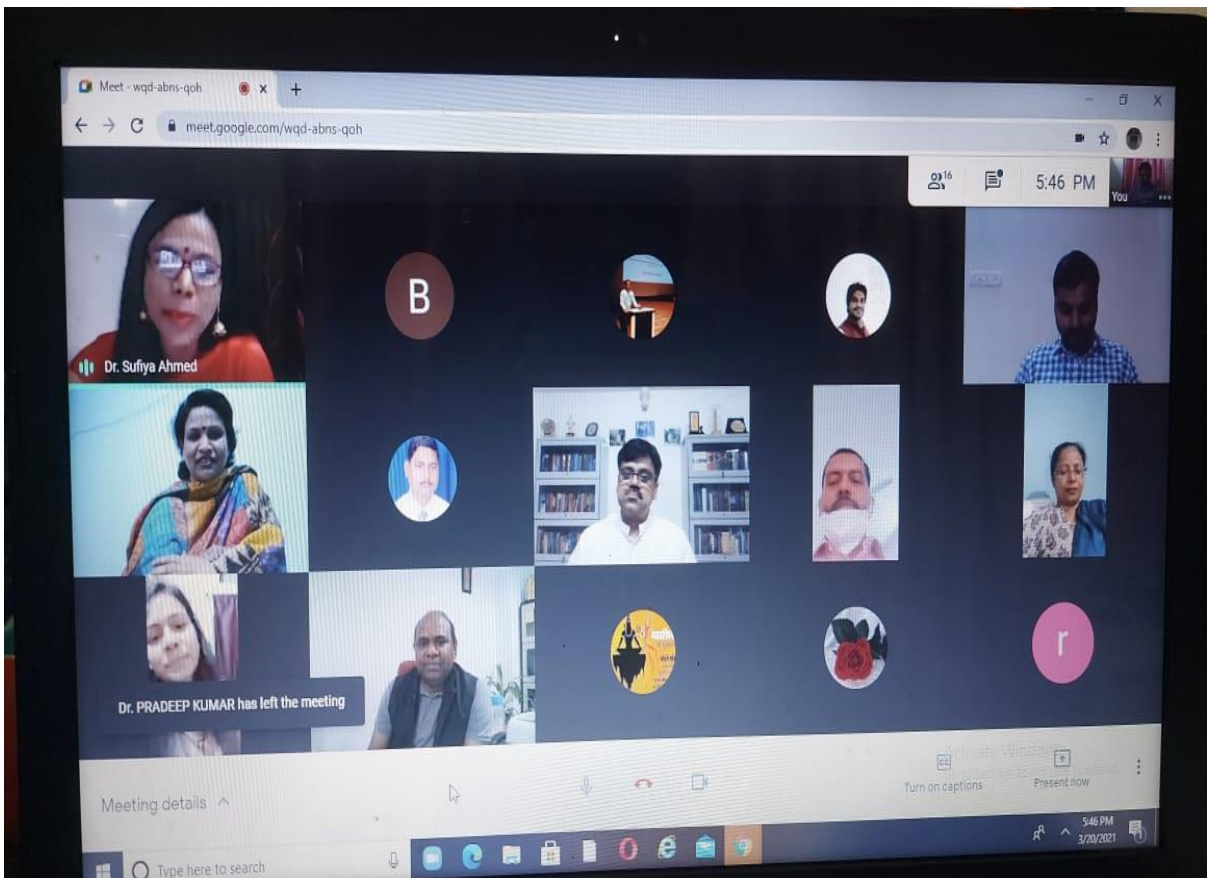 Meet - wqd-abns-qoh
meet.google.com/wqd-abns-qoh
16
5:46 PM
You
Dr. Sufiya Ahmed
B
r
Dr. PRADEEP KUMAR has left the meeting
Meeting details
Turn on captions
Present now
Activate Windows
Type here to search
5:46 PM
3/20/2021